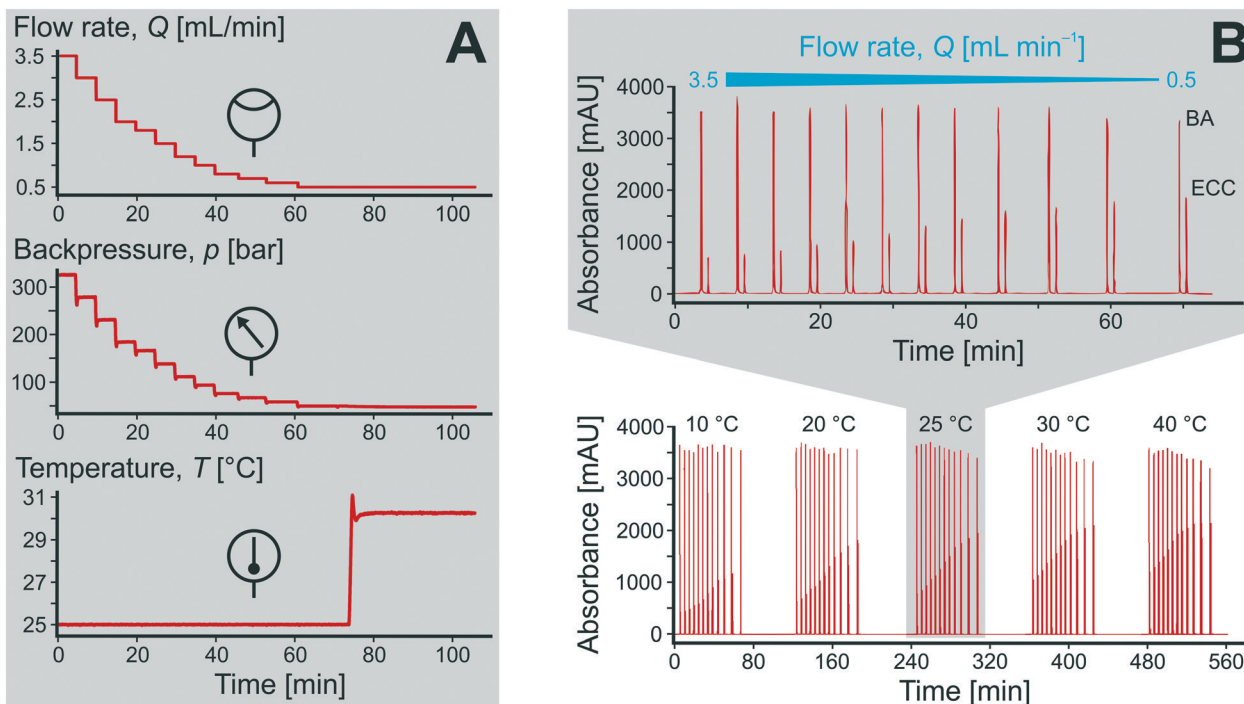 Flow rate, Q [mL/min]
A
3.5
2.5
1.5
0.5
0 20 40 60 80 100
Backpressure, p [bar]
300
200
100
0 20 40 60 80 100
Temperature, T [°C]
31
29
27
25
0 20 40 60 80 100
Time [min]
B
Flow rate, Q [mL min⁻¹]
3.5 0.5
Absorbance [mAU]
4000
3000
2000
1000
0
BA
ECC
0 20 40 60
Time [min]
10 °C 20 °C 25 °C 30 °C 40 °C
Absorbance [mAU]
4000
3000
2000
1000
0
0 80 160 240 320 400 480 560
Time [min]